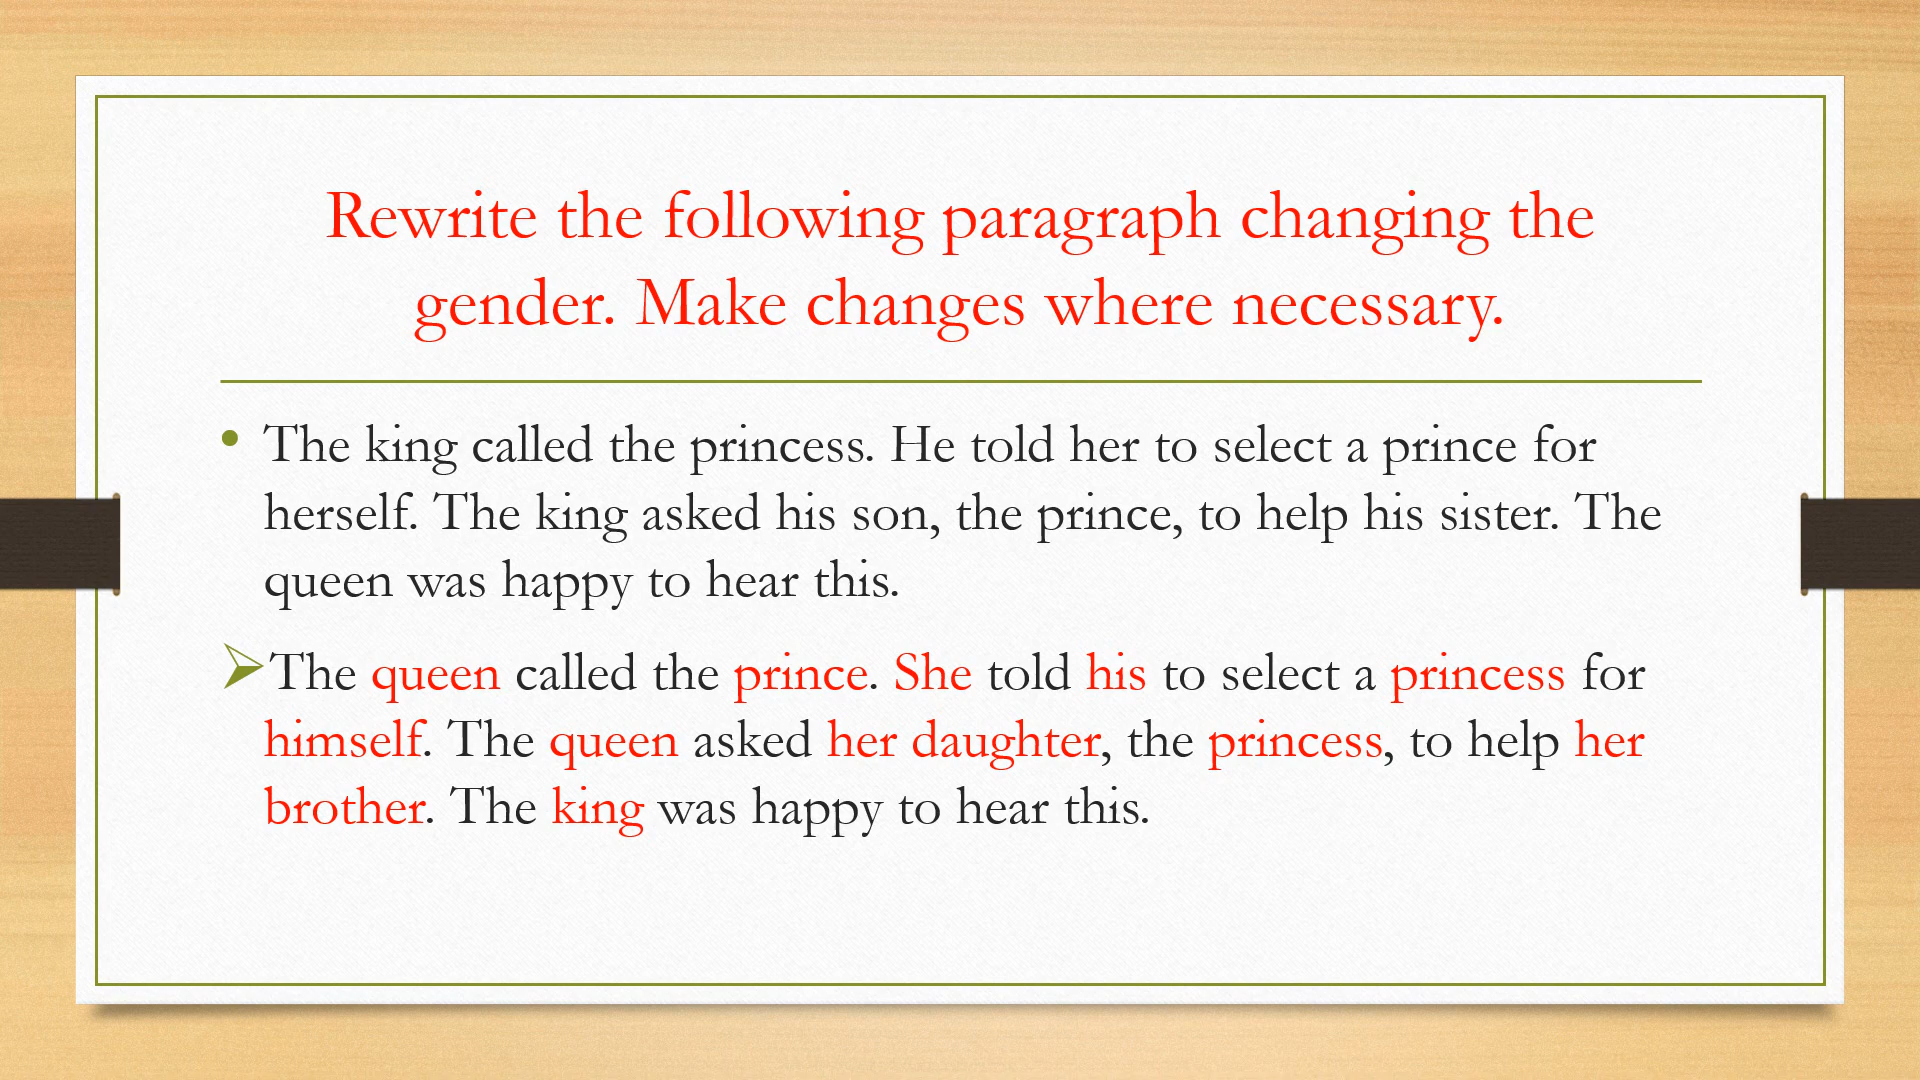 Rewrite the following paragraph changing the
gender. Make changes where necessary.
• The king called the princess. He told her to select a prince for
herself. The king asked his son, the prince, to help his sister. The
queen was happy to hear this.
➢The queen called the prince. She told his to select a princess for
himself. The queen asked her daughter, the princess, to help her
brother. The king was happy to hear this.